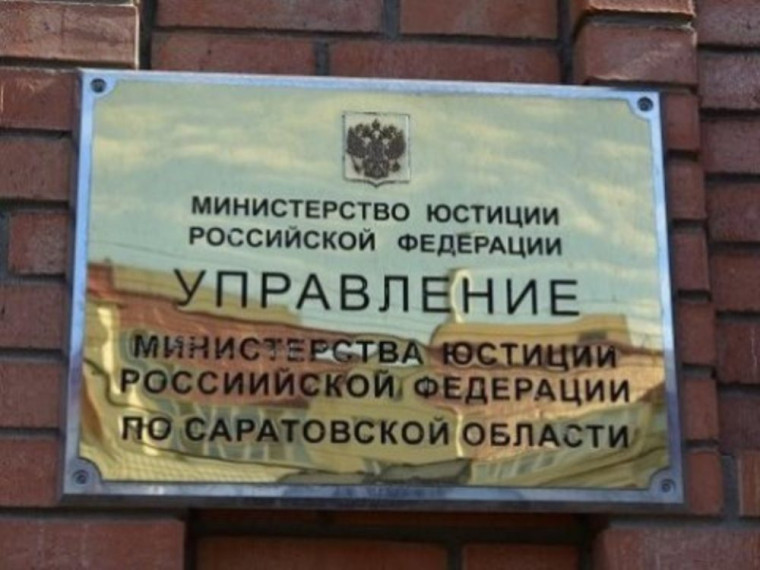 МИНИСТЕРСТВО ЮСТИЦИИ
РОССИЙСКОЙ ФЕДЕРАЦИИ
УПРАВЛЕНИЕ
МИНИСТЕРСТВА ЮСТИЦИИ
РОССИИЙСКОЙ ФЕДЕРАЦИИ
ПО САРАТОВСКОЙ ОБЛАСТИ